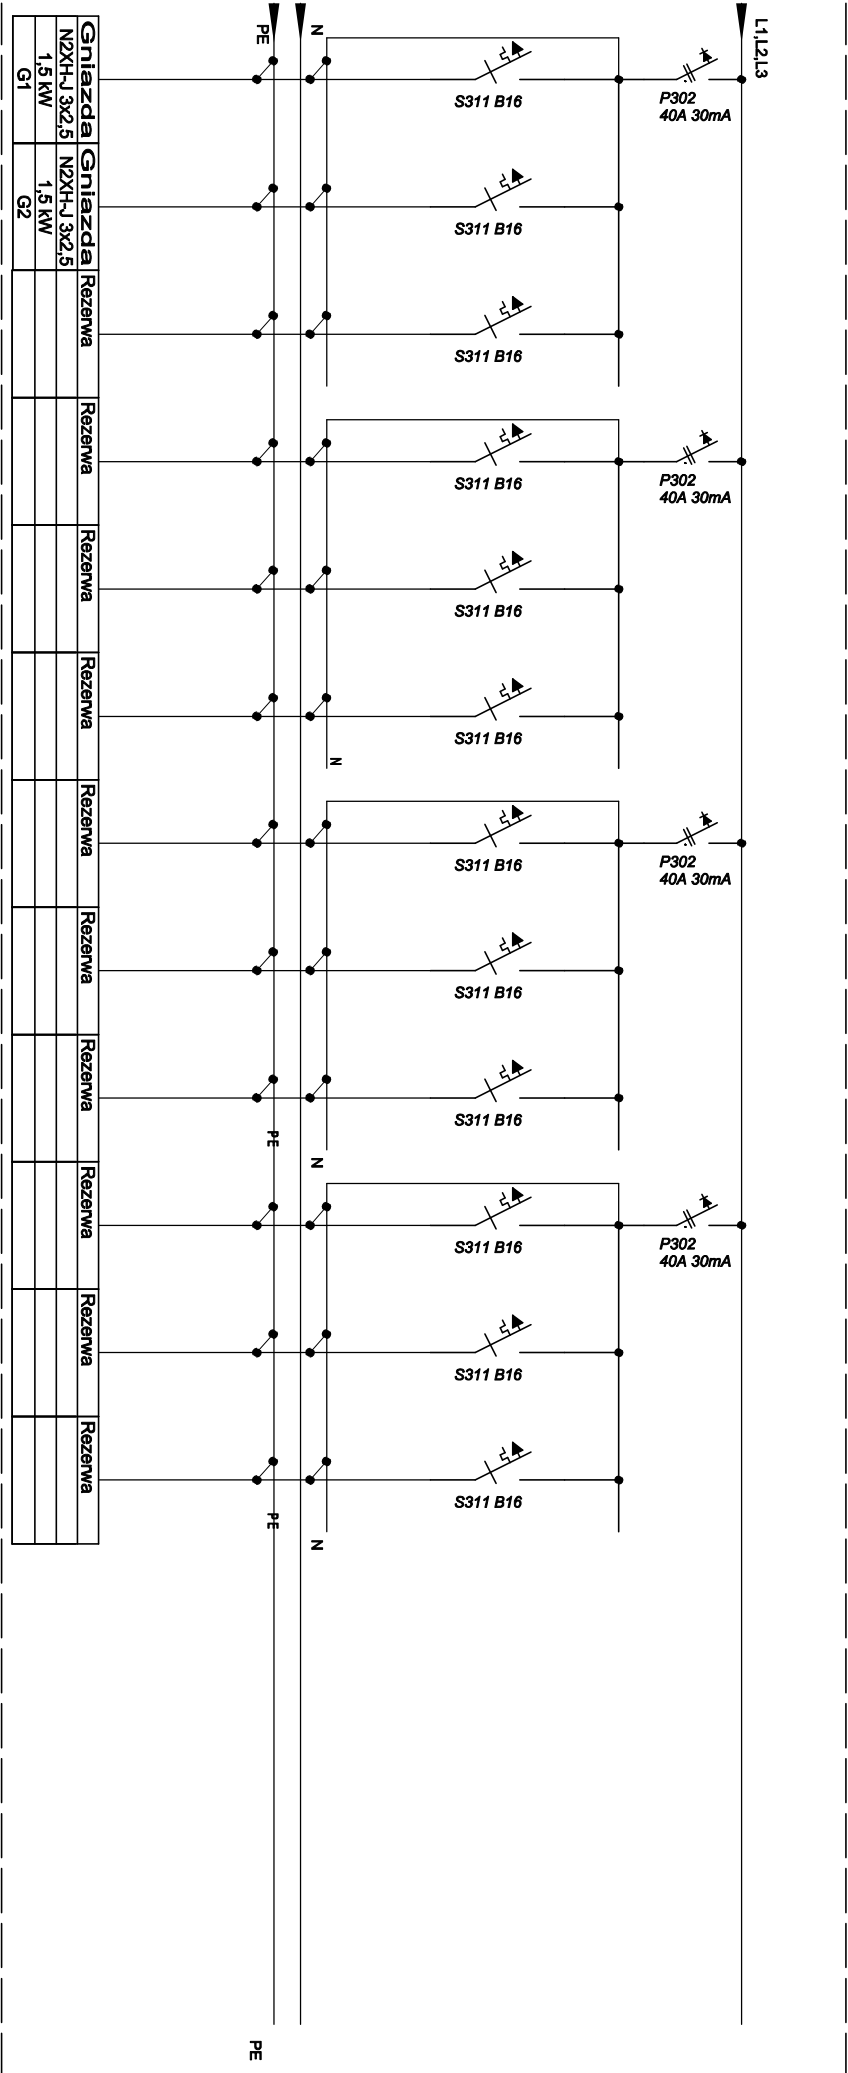 L1,L2,L3
N
PE
P302
40A 30mA
S311 B16
S311 B16
S311 B16
P302
40A 30mA
S311 B16
S311 B16
S311 B16
N
P302
40A 30mA
S311 B16
S311 B16
S311 B16
PE
N
P302
40A 30mA
S311 B16
S311 B16
S311 B16
PE
N
PE
Gniazda
N2XH-J 3x2,5
1,5 kW
G1
Gniazda
N2XH-J 3x2,5
1,5 kW
G2
Rezerwa
Rezerwa
Rezerwa
Rezerwa
Rezerwa
Rezerwa
Rezerwa
Rezerwa
Rezerwa
Rezerwa